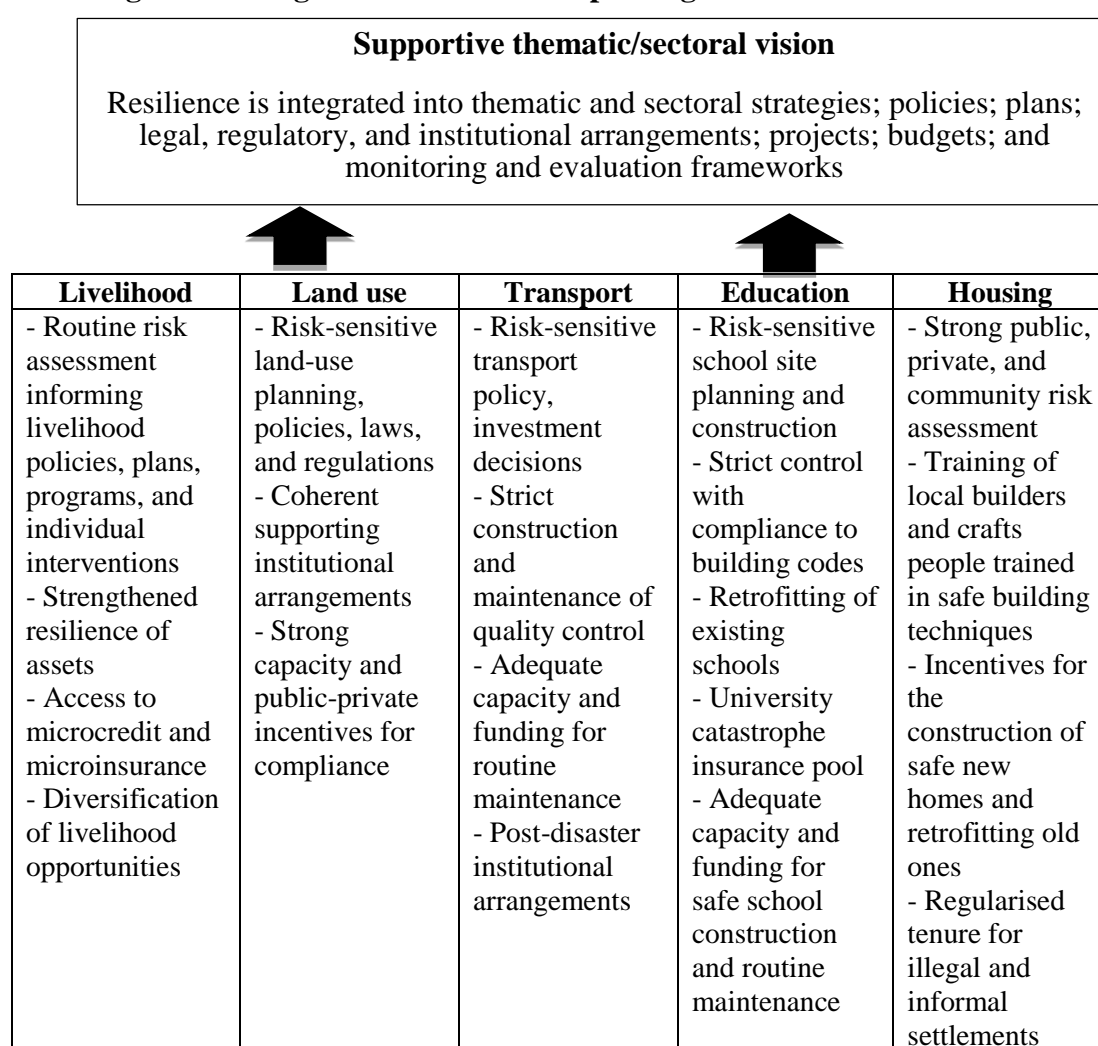 Supportive thematic/sectoral vision
Resilience is integrated into thematic and sectoral strategies; policies; plans;
legal, regulatory, and institutional arrangements; projects; budgets; and
monitoring and evaluation frameworks
Livelihood
- Routine risk
assessment
informing
livelihood
policies, plans,
programs, and
individual
interventions
- Strengthened
resilience of
assets
- Access to
microcredit and
microinsurance
- Diversification
of livelihood
opportunities
Land use
- Risk-sensitive
land-use
planning,
policies, laws,
and regulations
- Coherent
supporting
institutional
arrangements
- Strong
capacity and
public-private
incentives for
compliance
Transport
- Risk-sensitive
transport
policy,
investment
decisions
- Strict
construction
and
maintenance of
quality control
- Adequate
capacity and
funding for
routine
maintenance
- Post-disaster
institutional
arrangements
Education
- Risk-sensitive
school site
planning and
construction
- Strict control
with
compliance to
building codes
- Retrofitting of
existing
schools
- University
catastrophe
insurance pool
- Adequate
capacity and
funding for
safe school
construction
and routine
maintenance
Housing
- Strong public,
private, and
community risk
assessment
- Training of
local builders
and crafts
people trained
in safe building
techniques
- Incentives for
the
construction of
safe new
homes and
retrofitting old
ones
- Regularised
tenure for
illegal and
informal
settlements